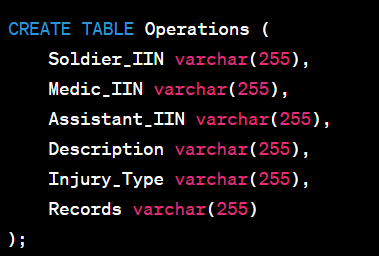 CREATE TABLE Operations (
    Soldier_IIN varchar(255),
    Medic_IIN varchar(255),
    Assistant_IIN varchar(255),
    Description varchar(255),
    Injury_Type varchar(255),
    Records varchar(255)
);